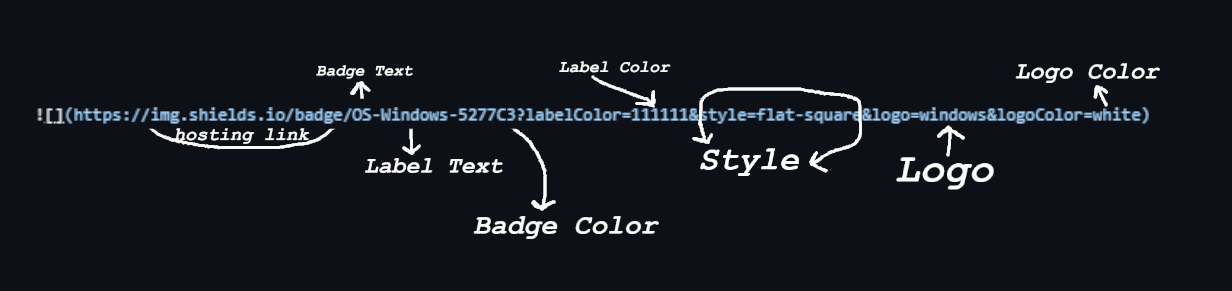 Badge Text
Label Color
Logo Color
![](https://img.shields.io/badge/OS-Windows-5277C3?labelColor=111111&style=flat-square&logo=windows&logoColor=white)
hosting link
Label Text
Style
Logo
Badge Color